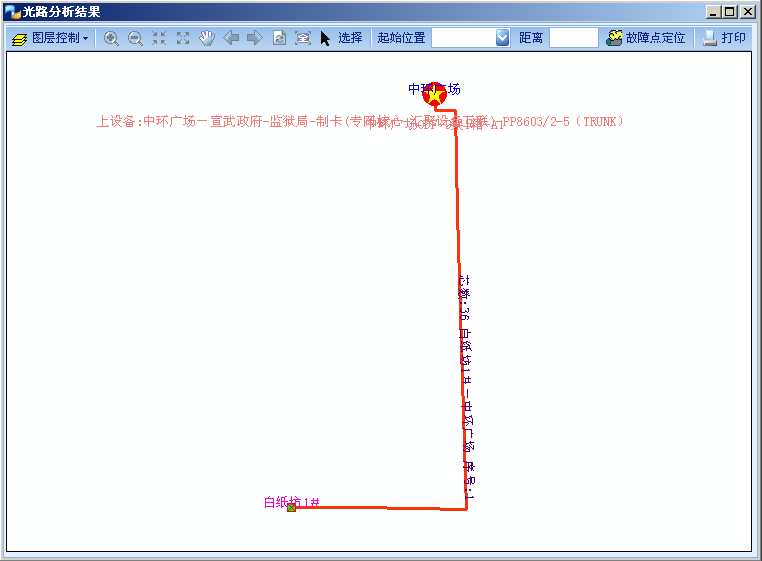 光路分析结果
图层控制 选择 起始位置 距离 故障点定位 打印
中环广场
上设备:中环广场一宣武政府-监狱局-制卡(专网核心-汇聚设备互联)-PP8603/2-5（TRUNK）
芯数:36 白纸坊1#－中环广场 序号:1
白纸坊1#